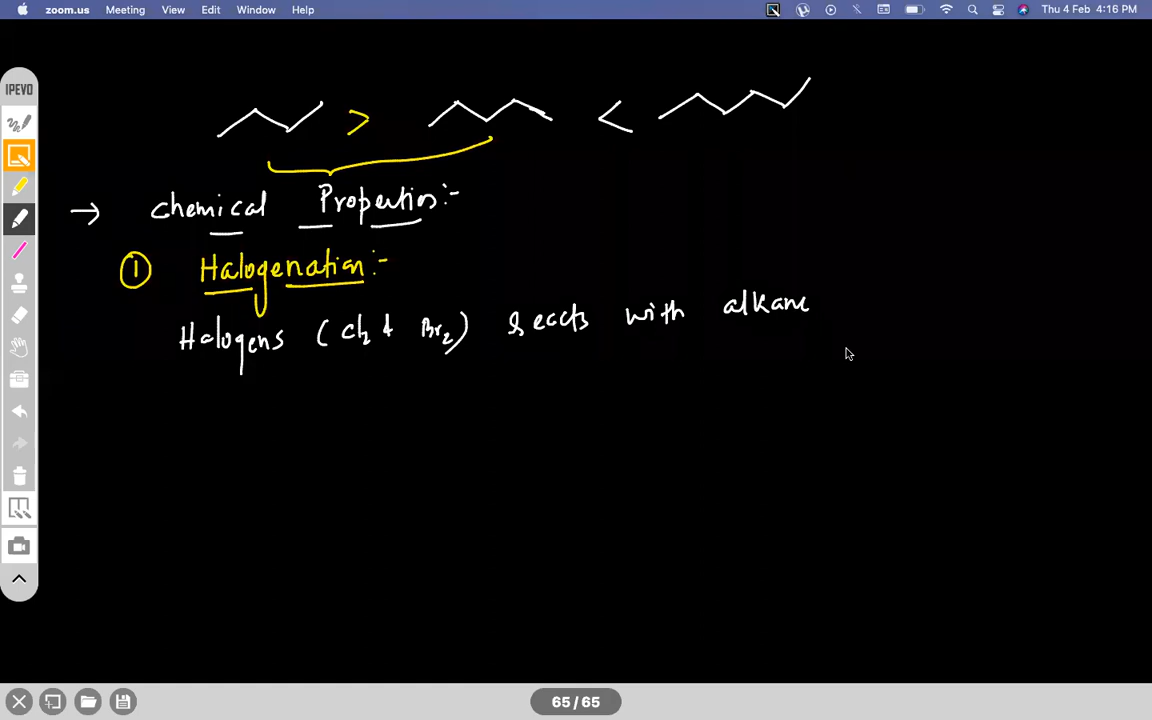 zoom.us Meeting View Edit Window Help Thu 4 Feb 4:16 PM
IPEVO
> <
→ Chemical Properties:-
① Halogenation:-
Halogens (Cl₂ & Br₂) reacts with alkane
65/65